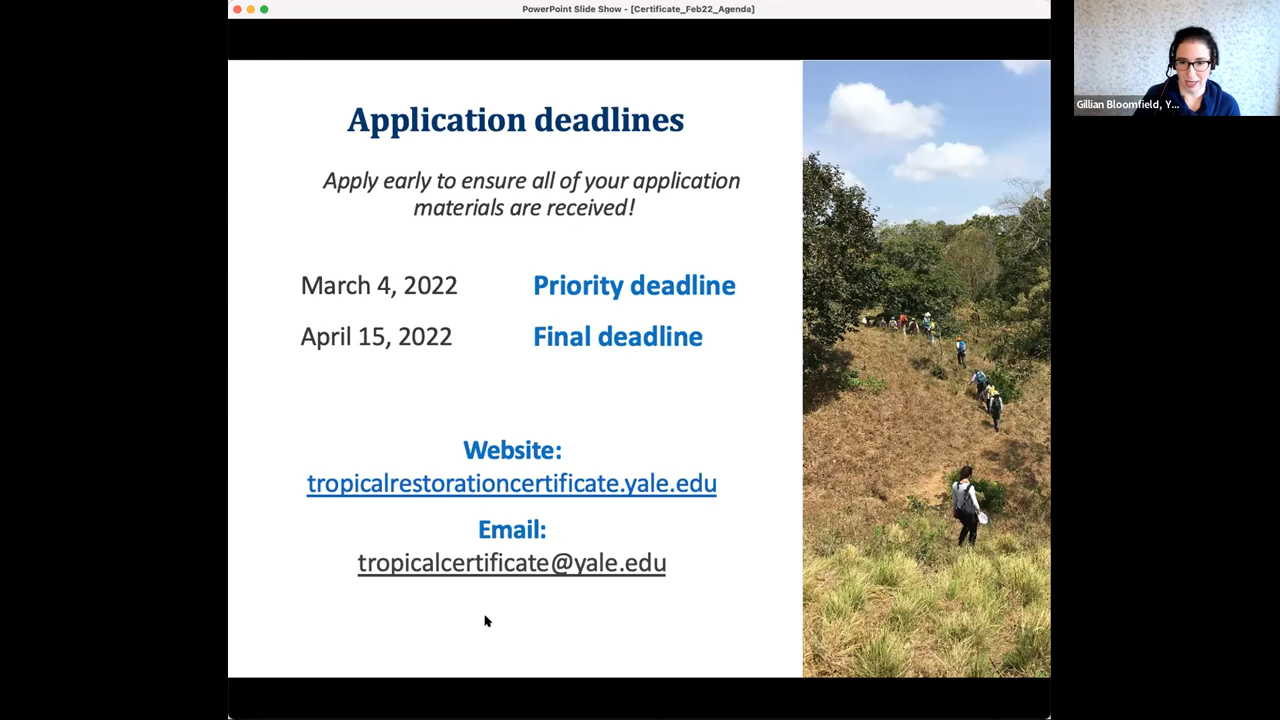 PowerPoint Slide Show - [Certificate_Feb22_Agenda]
Gillian Bloomfield, Y...
Application deadlines
Apply early to ensure all of your application
materials are received!
March 4, 2022 Priority deadline
April 15, 2022 Final deadline
Website:
tropicalrestorationcertificate.yale.edu
Email:
tropicalcertificate@yale.edu